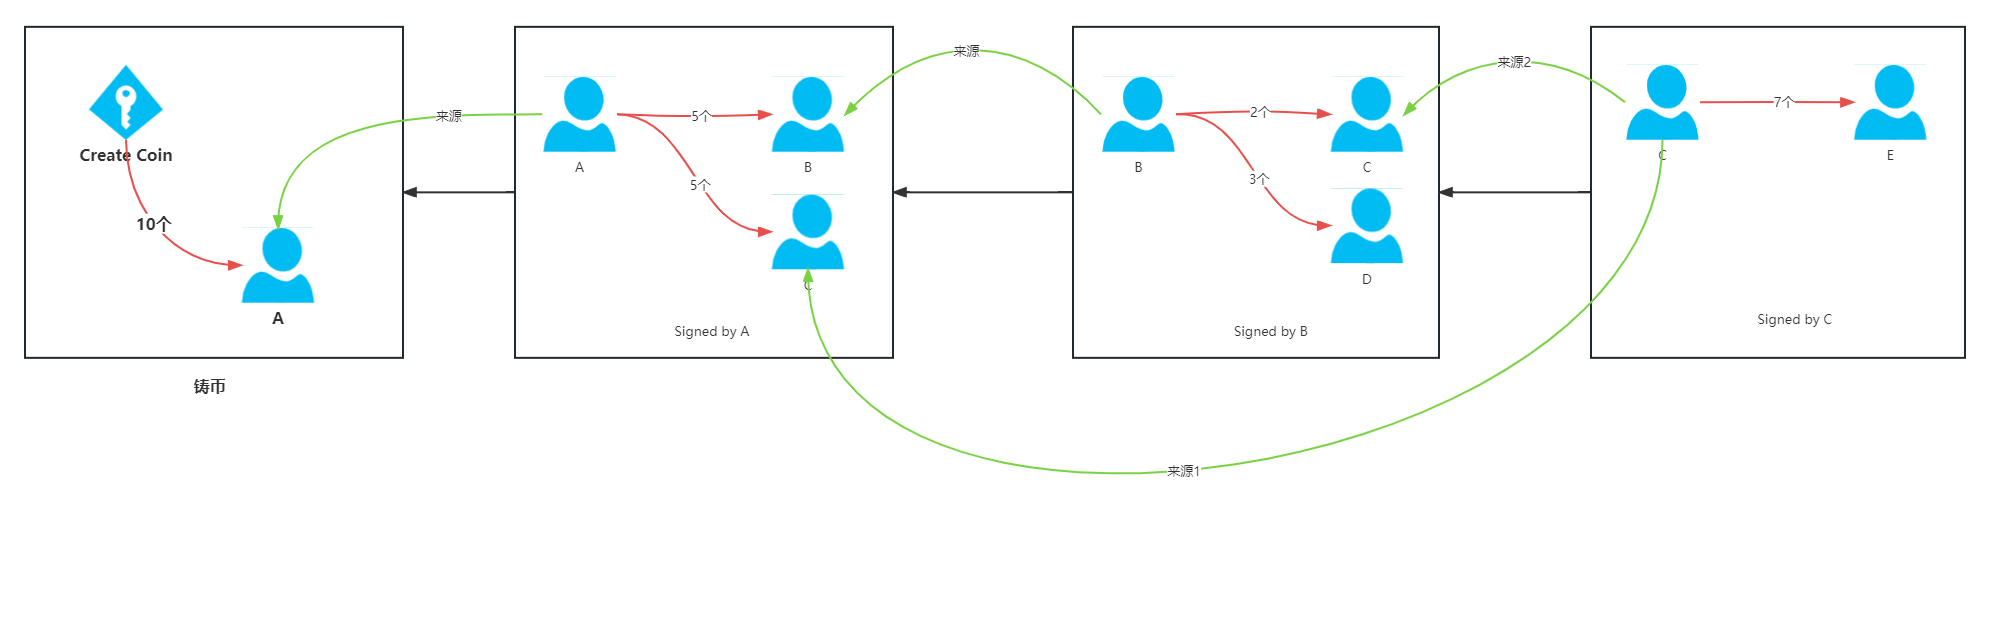 Create Coin
10个
A
铸币
来源
A
5个
B
5个
C
Signed by A
来源
B
2个
C
3个
D
Signed by B
来源2
C
7个
E
Signed by C
来源1